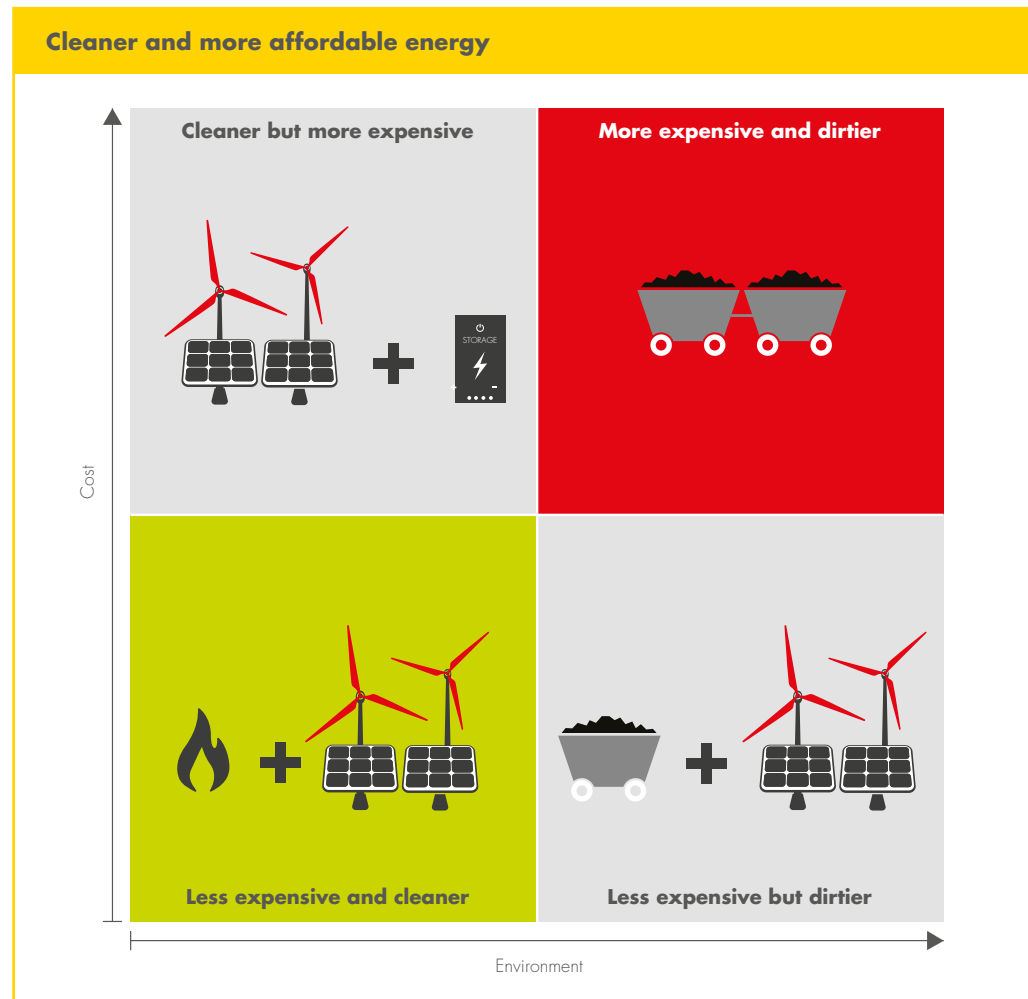 Cleaner and more affordable energy
Cleaner but more expensive
More expensive and dirtier
STORAGE
Cost
Less expensive and cleaner
Less expensive but dirtier
Environment